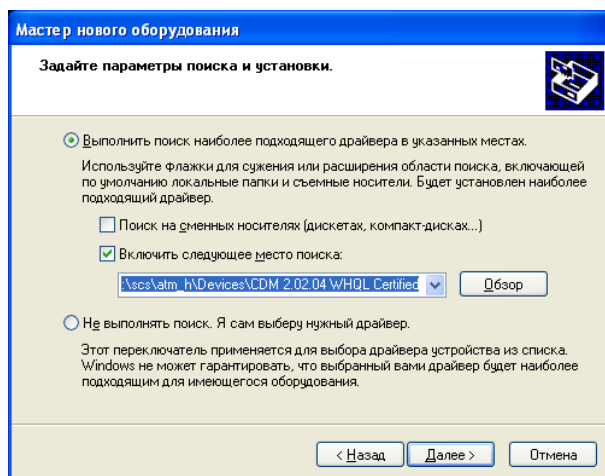 Мастер нового оборудования
Задайте параметры поиска и установки.
Выполнить поиск наиболее подходящего драйвера в указанных местах.
Используйте флажки для сужения или расширения области поиска, включающей
по умолчанию локальные папки и съемные носители. Будет установлен наиболее
подходящий драйвер.
Поиск на сменных носителях (дискетах, компакт-дисках...)
Включить следующее место поиска:
:\scs\atm_h\Devices\CDM 2.02.04 WHQL Certified
Обзор
Не выполнять поиск. Я сам выберу нужный драйвер.
Этот переключатель применяется для выбора драйвера устройства из списка.
Windows не может гарантировать, что выбранный вами драйвер будет наиболее
подходящим для имеющегося оборудования.
< Назад Далее > Отмена